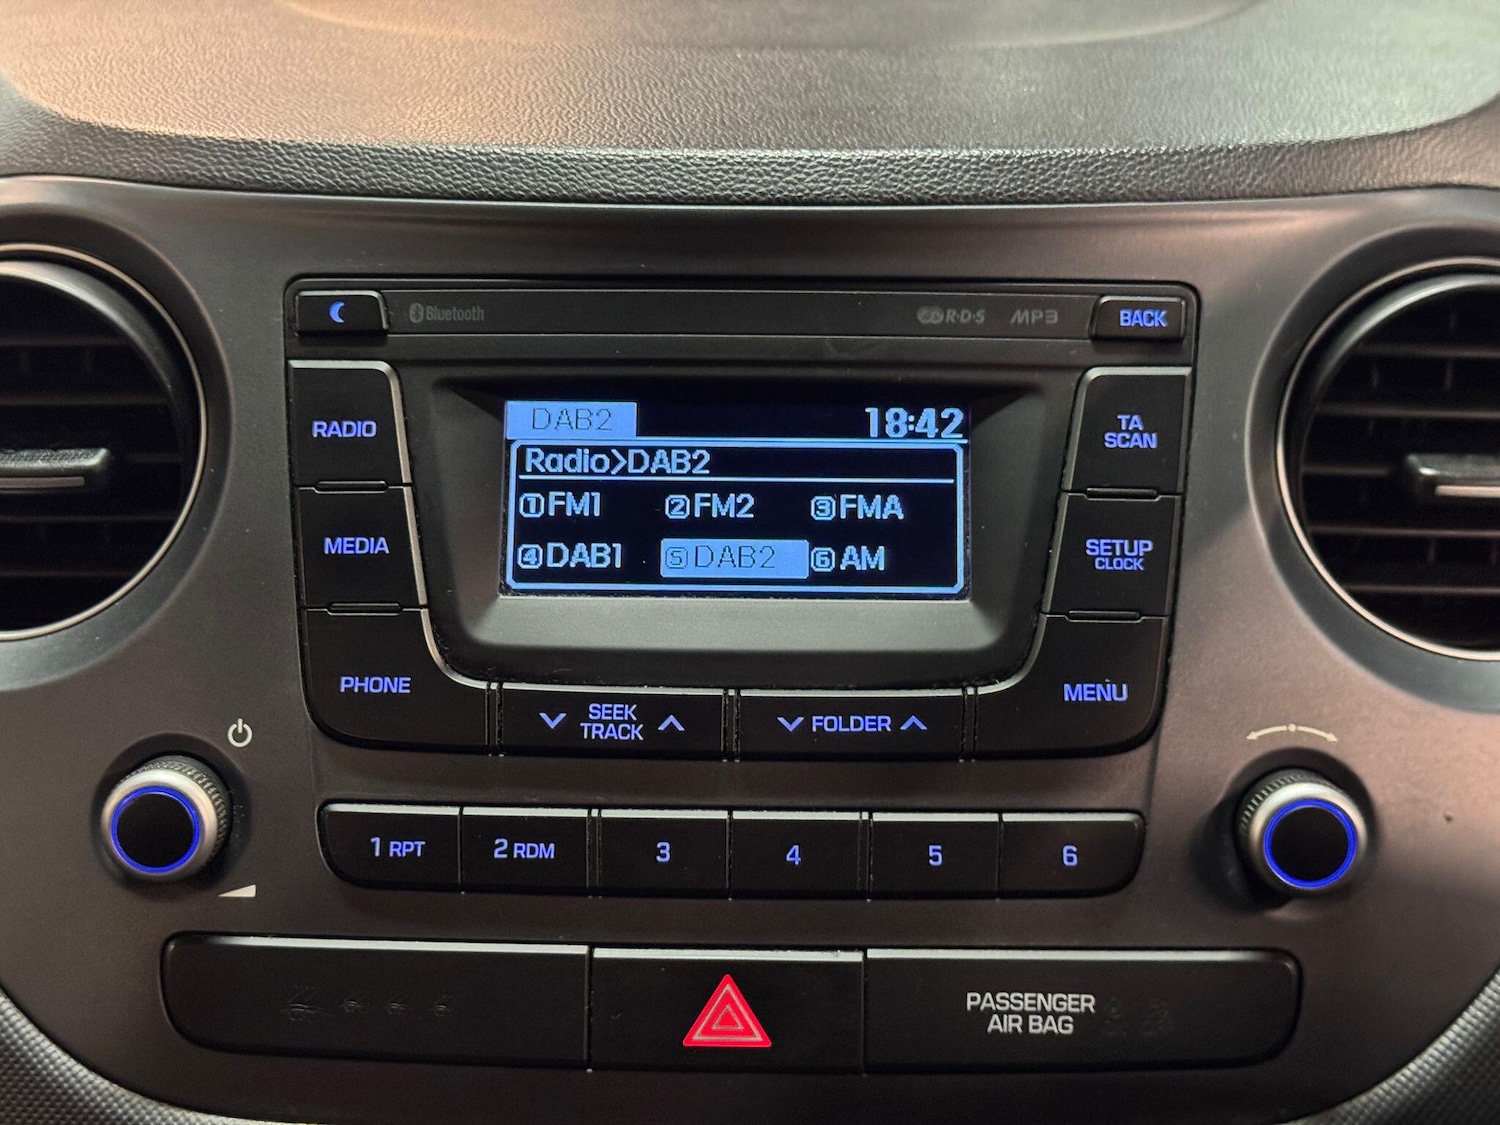 Bluetooth
RDS
MP3
BACK
RADIO
MEDIA
PHONE
DAB2
18:42
Radio>DAB2
1FM1 2FM2 3FMA
4DAB1 5DAB2 6AM
TA
SCAN
SETUP
CLOCK
MENU
SEEK
TRACK
FOLDER
1 RPT
2 RDM
3
4
5
6
PASSENGER
AIR BAG